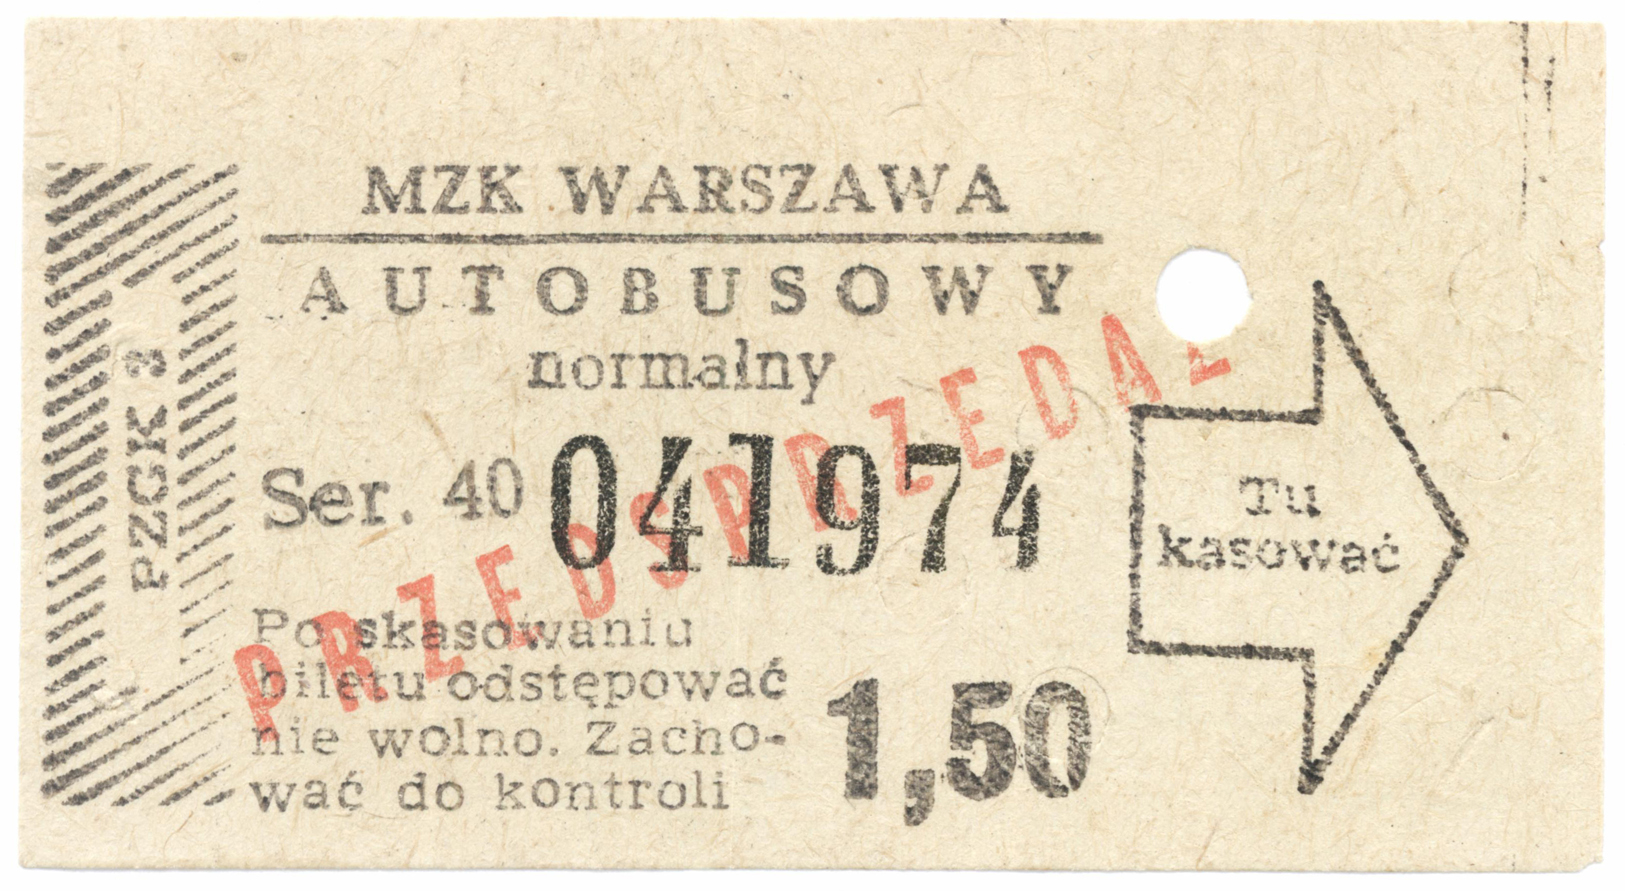 MZK WARSZAWA
AUTOBUSOWY
normalny
PZGK 2
Ser. 40 041974
PRZEDSPRZEDAŻ
Tu
kasować
Po skasowaniu
biletu odstępować
nie wolno. Zacho-
wać do kontroli
1,50